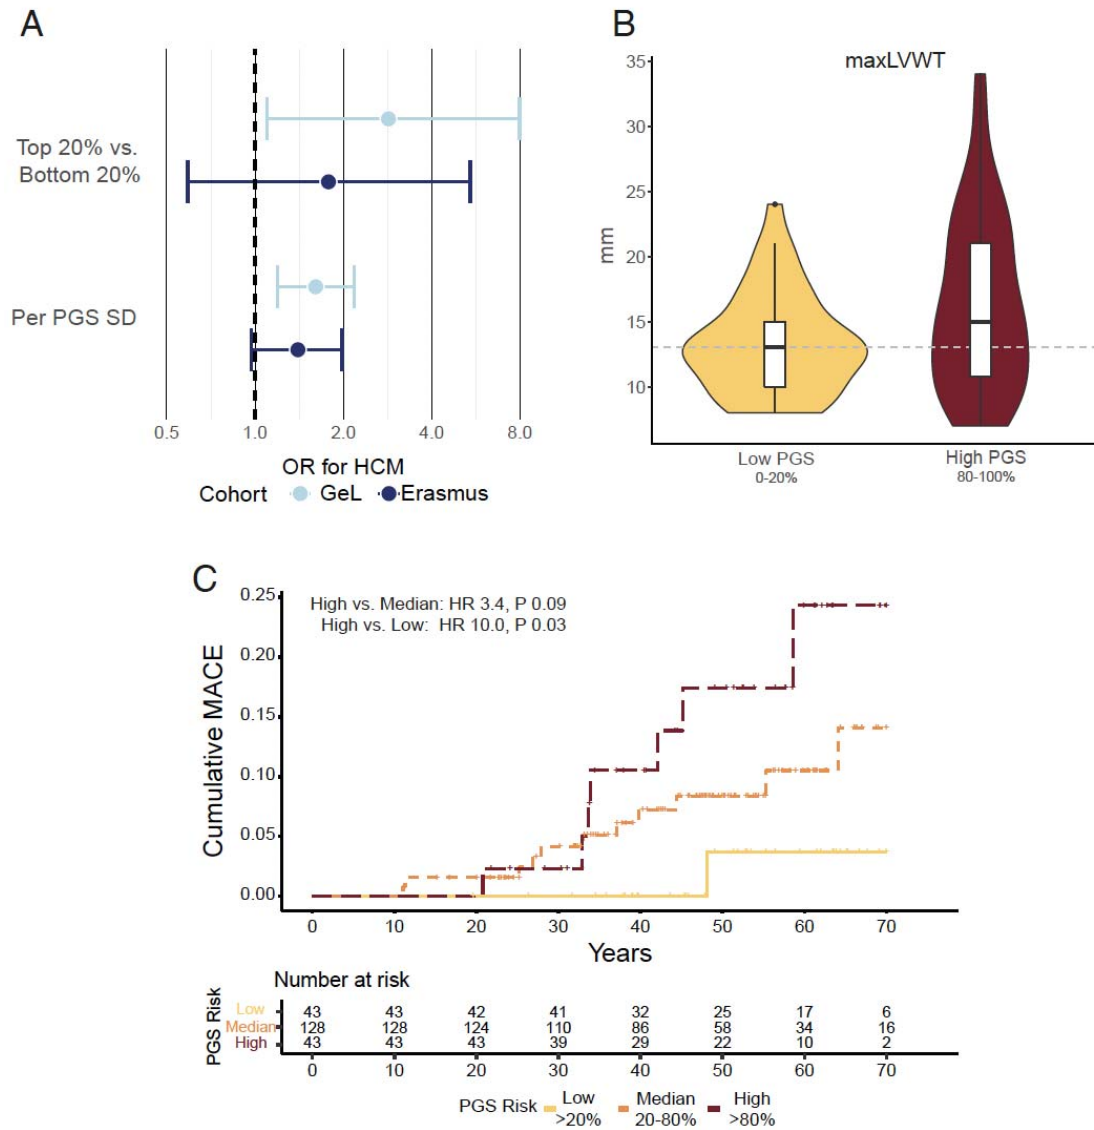 A
Top 20% vs.
Bottom 20%
Per PGS SD
0.5 1.0 2.0 4.0 8.0
OR for HCM
Cohort GeL Erasmus
B
maxLVWT
35
30
25
20
15
10
mm
Low PGS
0-20%
High PGS
80-100%
C
High vs. Median: HR 3.4, P 0.09
High vs. Low: HR 10.0, P 0.03
0.25
0.20
0.15
0.10
0.05
0.00
Cumulative MACE
0 10 20 30 40 50 60 70
Years
Number at risk
PGS Risk
Low 43 43 42 41 32 25 17 6
Median 128 128 124 110 86 58 34 16
High 43 43 43 39 29 22 10 2
0 10 20 30 40 50 60 70
PGS Risk Low Median High
>20% 20-80% >80%